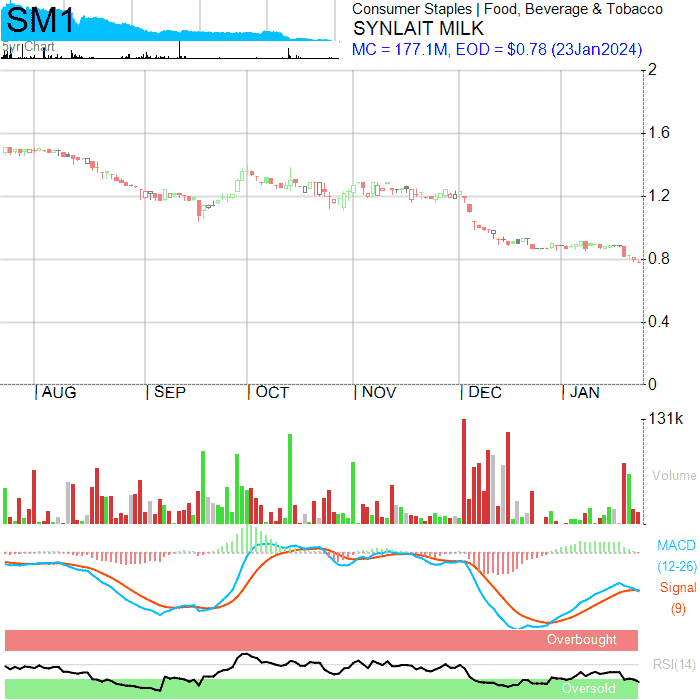 SM1
5yr Chart
Consumer Staples | Food, Beverage & Tobacco
SYNLAIT MILK
MC = 177.1M, EOD = $0.78 (23Jan2024)
2
1.6
1.2
0.8
0.4
0
AUG
SEP
OCT
NOV
DEC
JAN
131k
Volume
MACD
(12-26)
Signal
(9)
Overbought
RSI(14)
Oversold